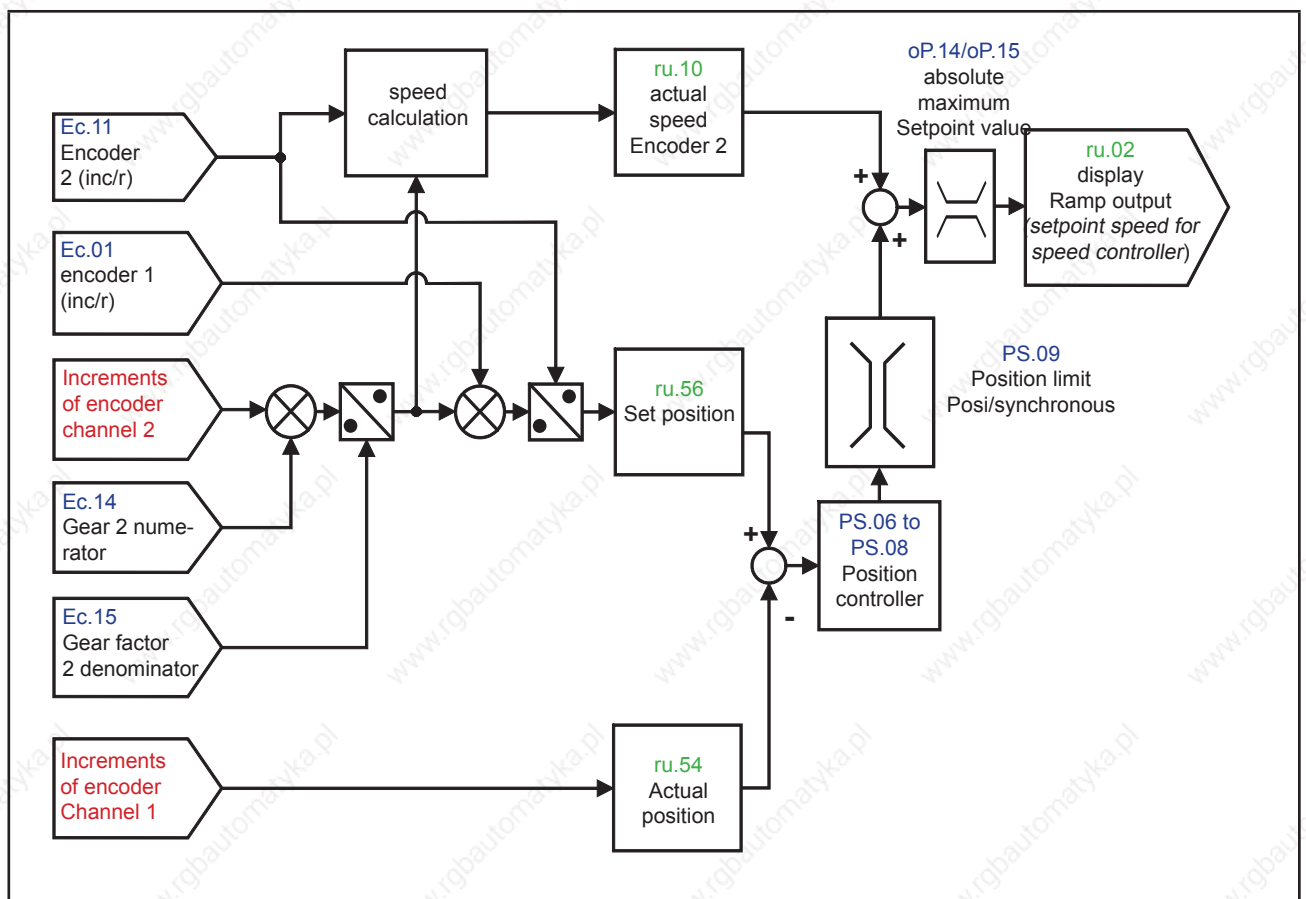 Ec.11
Encoder
2 (inc/r)
Ec.01
encoder 1
(inc/r)
Increments
of encoder
channel 2
Ec.14
Gear 2 nume-
rator
Ec.15
Gear factor
2 denominator
Increments
of encoder
Channel 1
speed
calculation
ru.10
actual
speed
Encoder 2
ru.56
Set position
ru.54
Actual
position
+
-
PS.06 to
PS.08
Position
controller
PS.09
Position limit
Posi/synchronous
+
+
oP.14/oP.15
absolute
maximum
Setpoint value
ru.02
display
Ramp output
(setpoint speed for
speed controller)
www.rgbautomatyka.pl